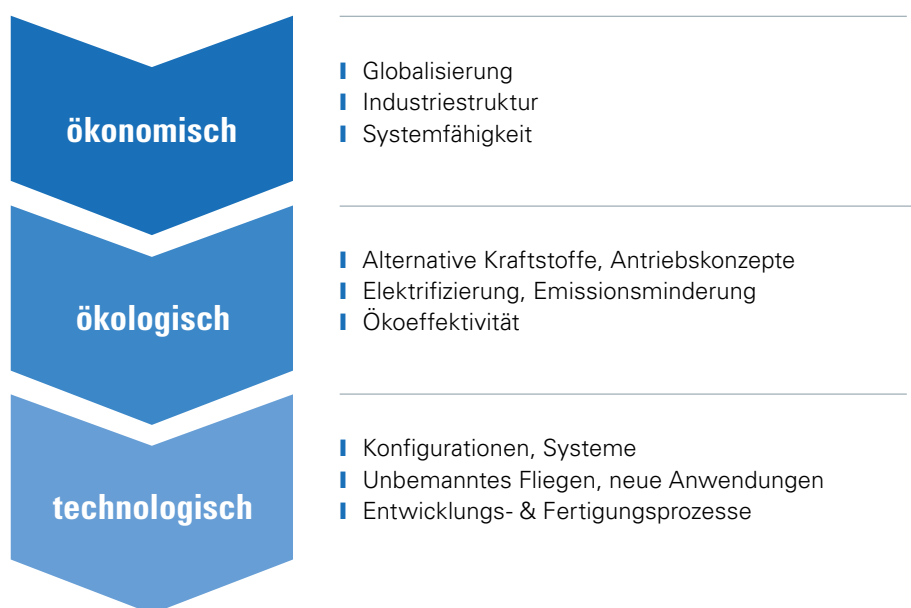 ökonomisch
Globalisierung
Industriestruktur
Systemfähigkeit
ökologisch
Alternative Kraftstoffe, Antriebskonzepte
Elektrifizierung, Emissionsminderung
Ökoeffektivität
technologisch
Konfigurationen, Systeme
Unbemanntes Fliegen, neue Anwendungen
Entwicklungs- & Fertigungsprozesse